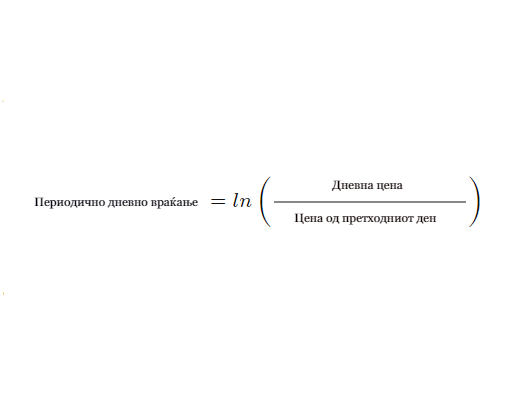 Периодично дневно враќање = ln ( Дневна цена
Цена од претходниот ден )